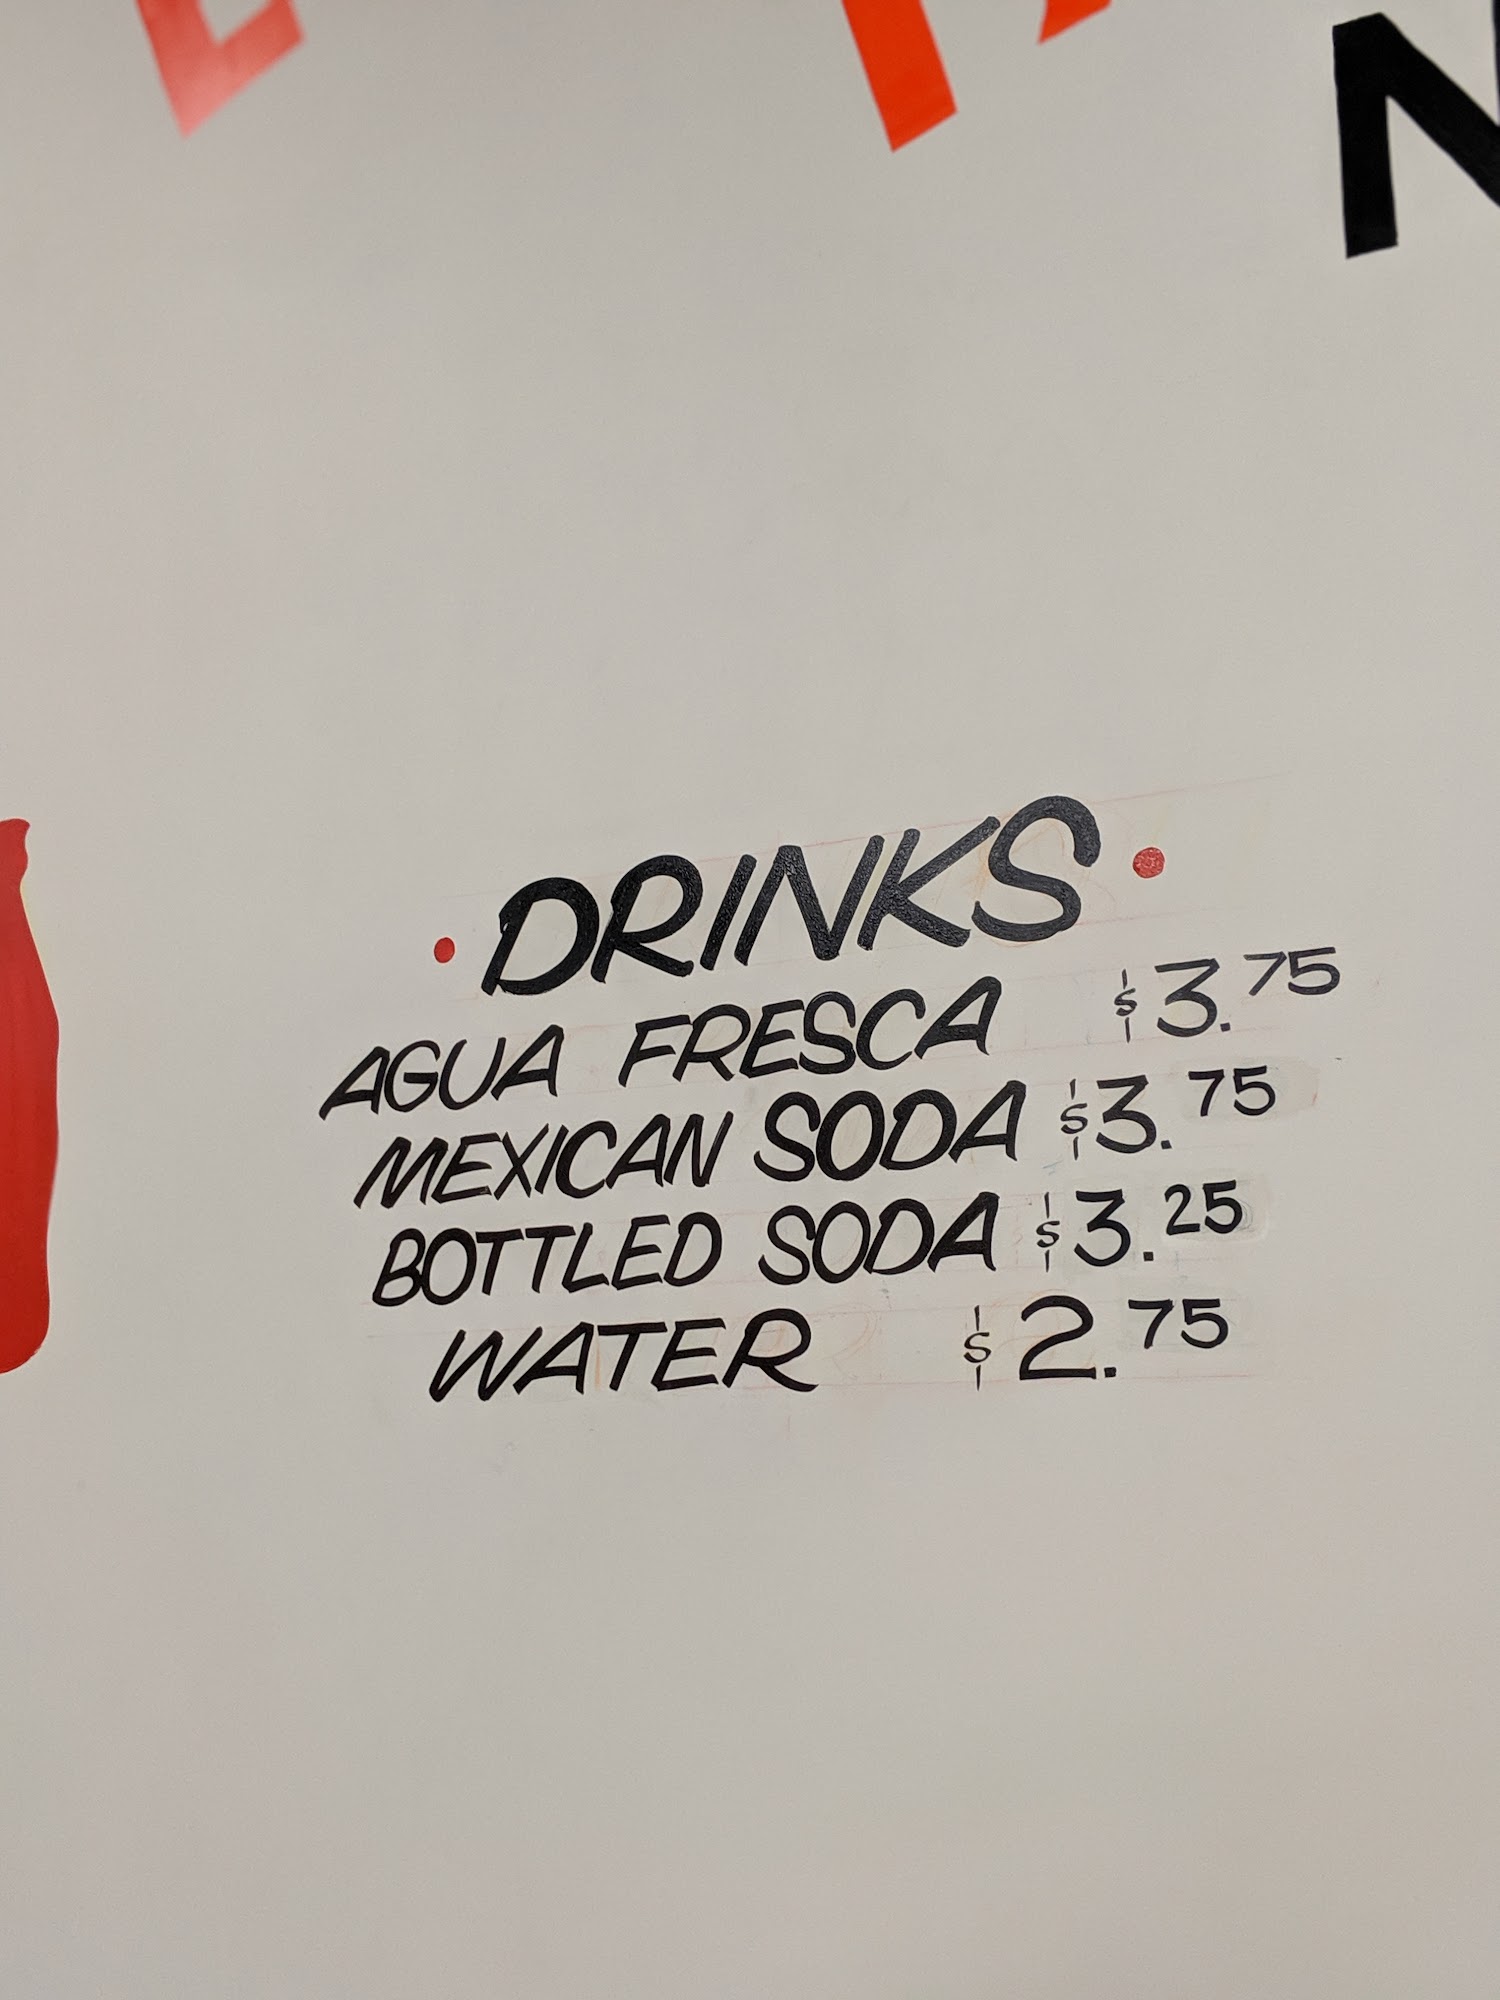 • DRINKS •
AGUA FRESCA $3.75
MEXICAN SODA $3.75
BOTTLED SODA $3.25
WATER $2.75